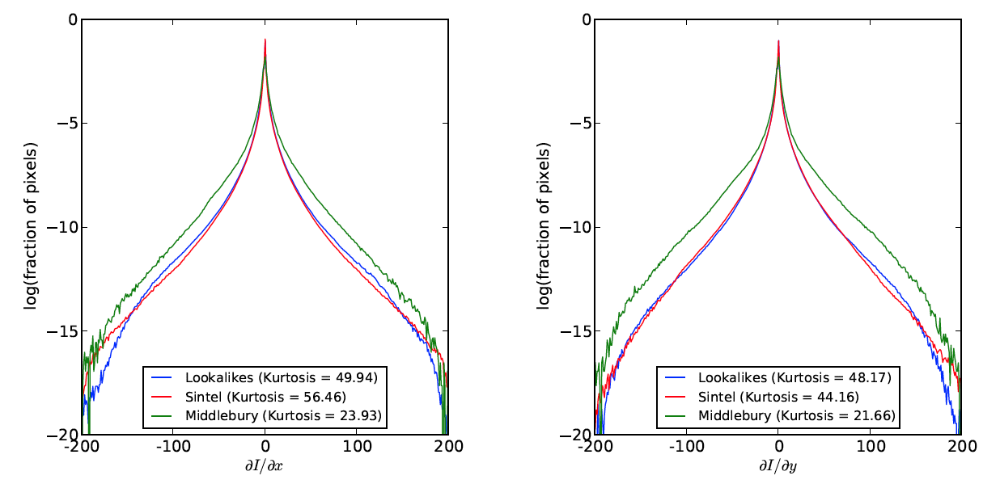 0
−5
−10
−15
−20
log(fraction of pixels)
-200
-100
0
100
200
∂I/∂x
Lookalikes (Kurtosis = 49.94)
Sintel (Kurtosis = 56.46)
Middlebury (Kurtosis = 23.93)
0
−5
−10
−15
−20
log(fraction of pixels)
-200
-100
0
100
200
∂I/∂y
Lookalikes (Kurtosis = 48.17)
Sintel (Kurtosis = 44.16)
Middlebury (Kurtosis = 21.66)